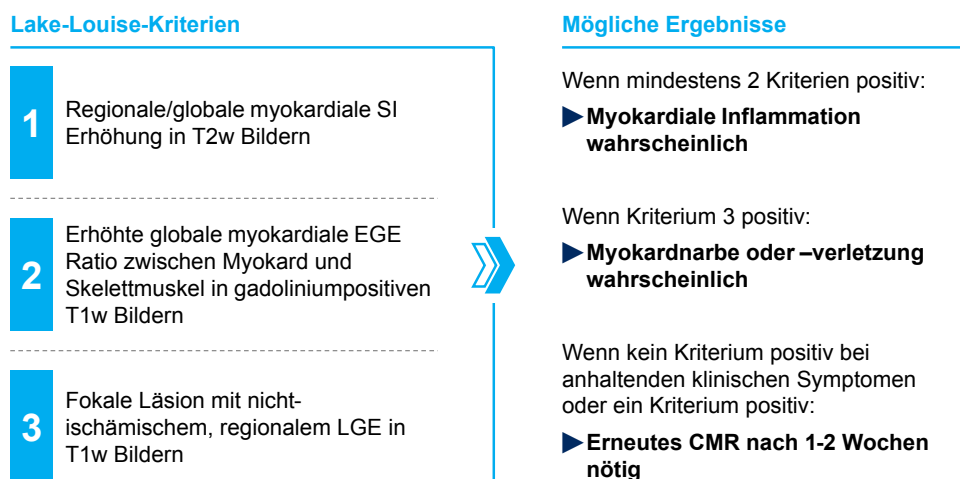 Lake-Louise-Kriterien
1
Regionale/globale myokardiale SI
Erhöhung in T2w Bildern
2
Erhöhte globale myokardiale EGE
Ratio zwischen Myokard und
Skelettmuskel in gadoliniumpositiven
T1w Bildern
3
Fokale Läsion mit nicht-
ischämischem, regionalem LGE in
T1w Bildern
Mögliche Ergebnisse
Wenn mindestens 2 Kriterien positiv:
Myokardiale Inflammation
wahrscheinlich
Wenn Kriterium 3 positiv:
Myokardnarbe oder –verletzung
wahrscheinlich
Wenn kein Kriterium positiv bei
anhaltenden klinischen Symptomen
oder ein Kriterium positiv:
Erneutes CMR nach 1-2 Wochen
nötig